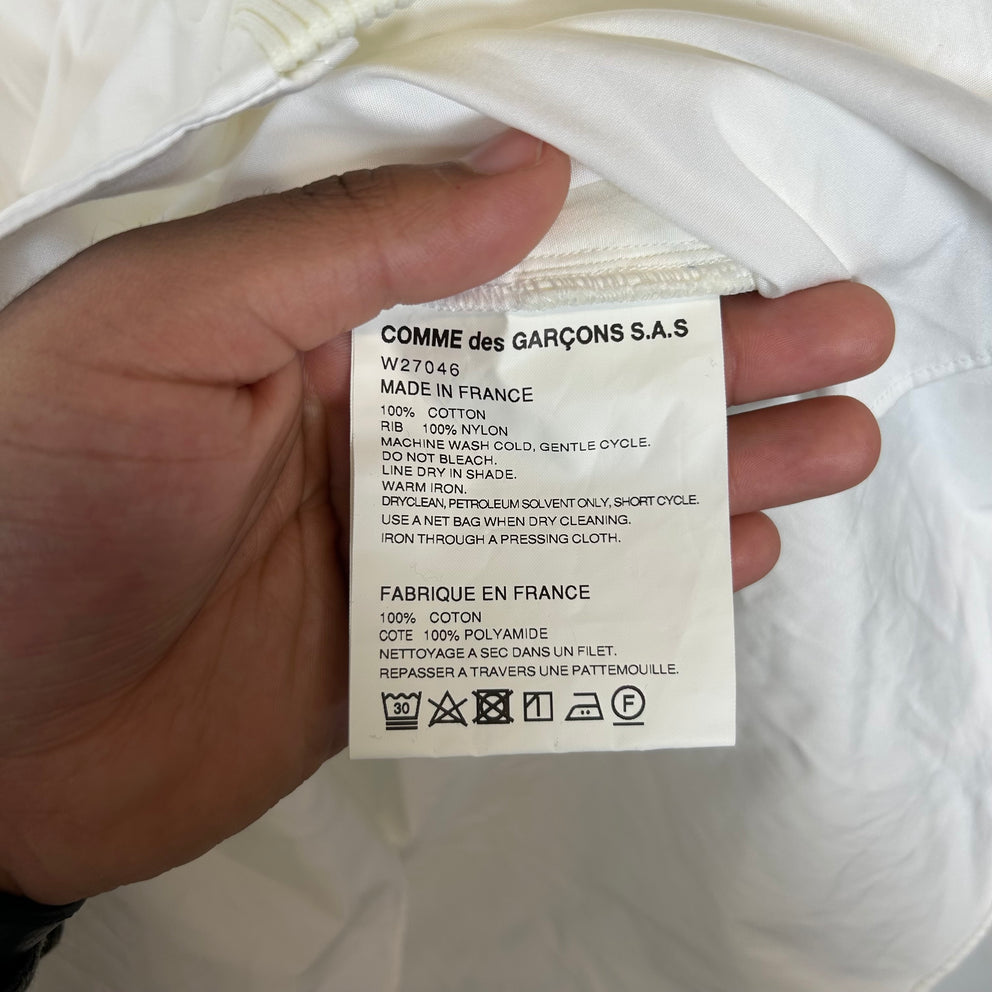 COMME des GARÇONS S.A.S
W27046
MADE IN FRANCE
100% COTTON
RIB 100% NYLON
MACHINE WASH COLD, GENTLE CYCLE.
DO NOT BLEACH.
LINE DRY IN SHADE.
WARM IRON.
DRYCLEAN, PETROLEUM SOLVENT ONLY, SHORT CYCLE.
USE A NET BAG WHEN DRY CLEANING.
IRON THROUGH A PRESSING CLOTH.
FABRIQUE EN FRANCE
100% COTON
COTE 100% POLYAMIDE
NETTOYAGE A SEC DANS UN FILET.
REPASSER A TRAVERS UNE PATTEMOUILLE.
30 F